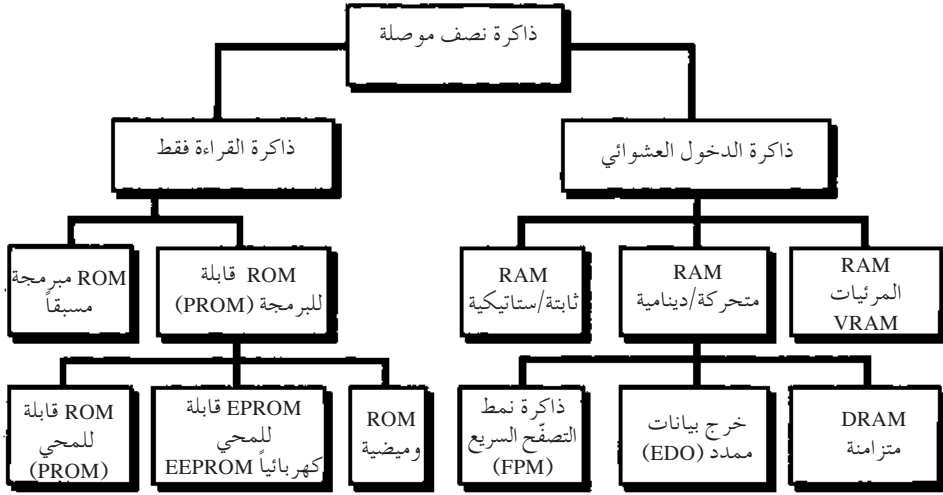 ذاكرة نصف موصلة
ذاكرة الدخول العشوائي
ذاكرة القراءة فقط
RAM
المرئيات
VRAM
RAM
متحركة/دينامية
RAM
ثابتة/ستاتيكية
ROM قابلة
للبرمجة (PROM)
ROM مبرمجة
مسبقاً
DRAM
متزامنة
خرج بيانات
ممدد (EDO)
ذاكرة نمط
التصفّح السريع
(FPM)
ROM
وميضية
EPROM قابلة
للمحي
كهربائياً EEPROM
ROM قابلة
للمحي
(PROM)